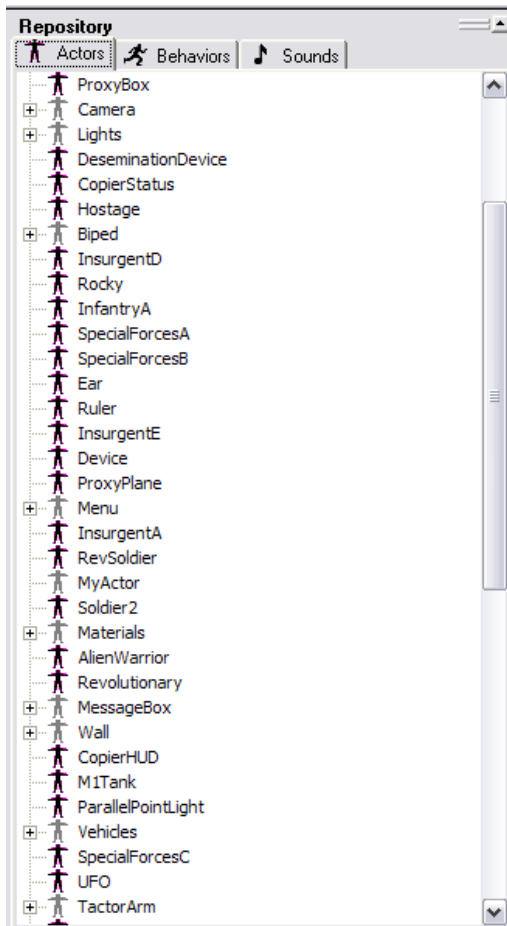 Repository
Actors Behaviors Sounds
ProxyBox
Camera
Lights
DeseminationDevice
CopierStatus
Hostage
Biped
InsurgentD
Rocky
InfantryA
SpecialForcesA
SpecialForcesB
Ear
Ruler
InsurgentE
Device
ProxyPlane
Menu
InsurgentA
RevSoldier
MyActor
Soldier2
Materials
AlienWarrior
Revolutionary
MessageBox
Wall
CopierHUD
M1Tank
ParallelPointLight
Vehicles
SpecialForcesC
UFO
TactorArm